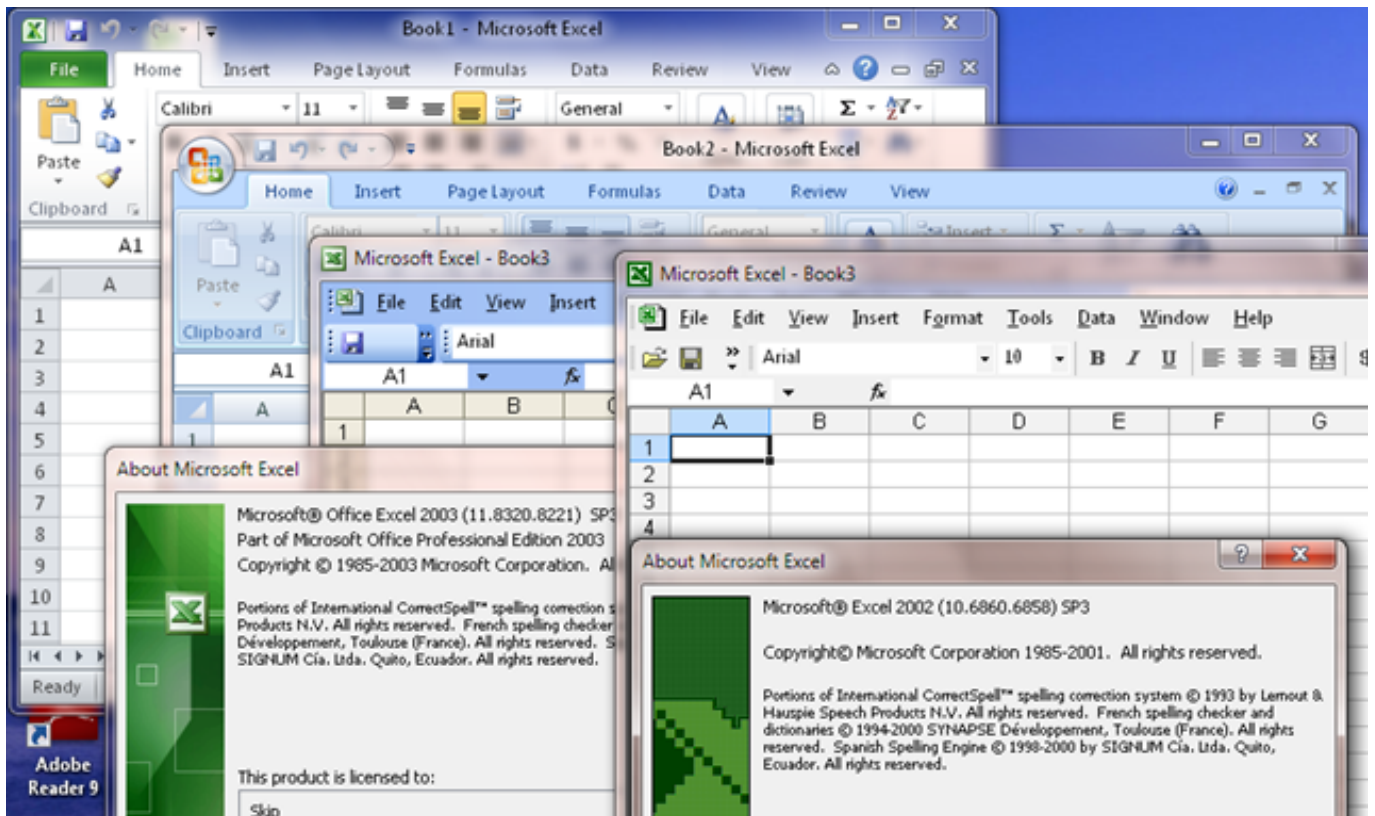 Book1 - Microsoft Excel
File Home Insert Page Layout Formulas Data Review View
Calibri 11 General Σ
Paste
Clipboard
A1
A
1
2
3
4
5
6
7
8
9
10
11
Ready
Book2 - Microsoft Excel
Home Insert Page Layout Formulas Data Review View
Calibri 11 General Insert Σ
Paste
Clipboard
A1
A
1
Microsoft Excel - Book3
File Edit View Insert
Arial
A1 fx
A B
1
Microsoft Excel - Book3
File Edit View Insert Format Tools Data Window Help
Arial 10 B I U $
A1 fx
A B C D E F G
1
2
3
4
About Microsoft Excel
Microsoft® Office Excel 2003 (11.8320.8221) SP3
Part of Microsoft Office Professional Edition 2003
Copyright © 1985-2003 Microsoft Corporation. Al
Portions of International CorrectSpell™ spelling correction s
Products N.V. All rights reserved. French spelling checker
Développement, Toulouse (France). All rights reserved. S
SIGNUM Cía. Ltda. Quito, Ecuador. All rights reserved.
This product is licensed to:
Skip
About Microsoft Excel
Microsoft® Excel 2002 (10.6860.6858) SP3
Copyright© Microsoft Corporation 1985-2001. All rights reserved.
Portions of International CorrectSpell™ spelling correction system © 1993 by Lernout &
Hauspie Speech Products N.V. All rights reserved. French spelling checker and
dictionaries © 1994-2000 SYNAPSE Développement, Toulouse (France). All rights
reserved. Spanish Spelling Engine © 1998-2000 by SIGNUM Cía. Ltda. Quito,
Ecuador. All rights reserved.
Adobe
Reader 9